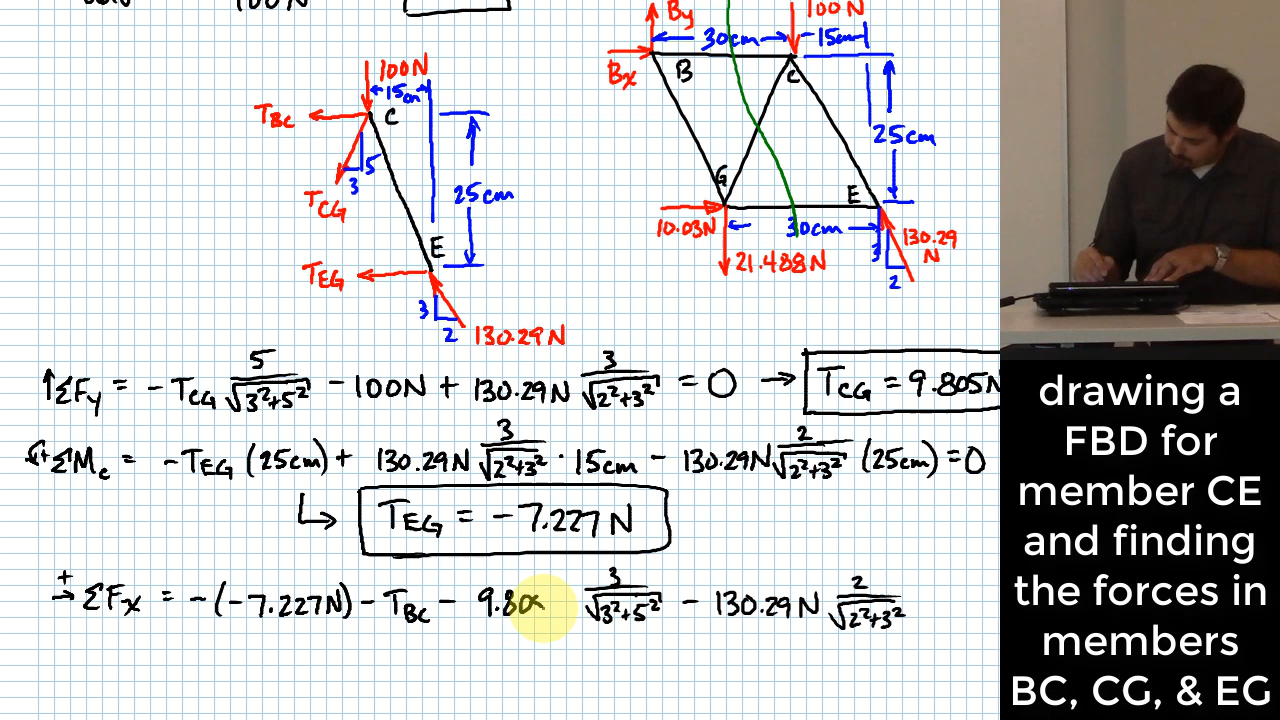 100N
By
100N
30cm
15cm
Bx
B
C
25cm
G
E
10.03N
30cm
21.488N
130.29
N
3
2
100N
15cm
TBC
C
5
3
TCG
25cm
E
TEG
3
2
130.29N
↑ΣFy = -TCG 5/√(3²+5²) - 100N + 130.29N 3/√(2²+3²) = 0 → TCG = 9.805N
+ΣMc = -TEG (25cm) + 130.29N 3/√(2²+3²) · 15cm - 130.29N 2/√(2²+3²) (25cm) = 0
↳ TEG = -7.227N
+→ ΣFx = -(-7.227N) - TBC - 9.80 3/√(3²+5²) - 130.29N 2/√(2²+3²)
drawing a
FBD for
member CE
and finding
the forces in
members
BC, CG, & EG